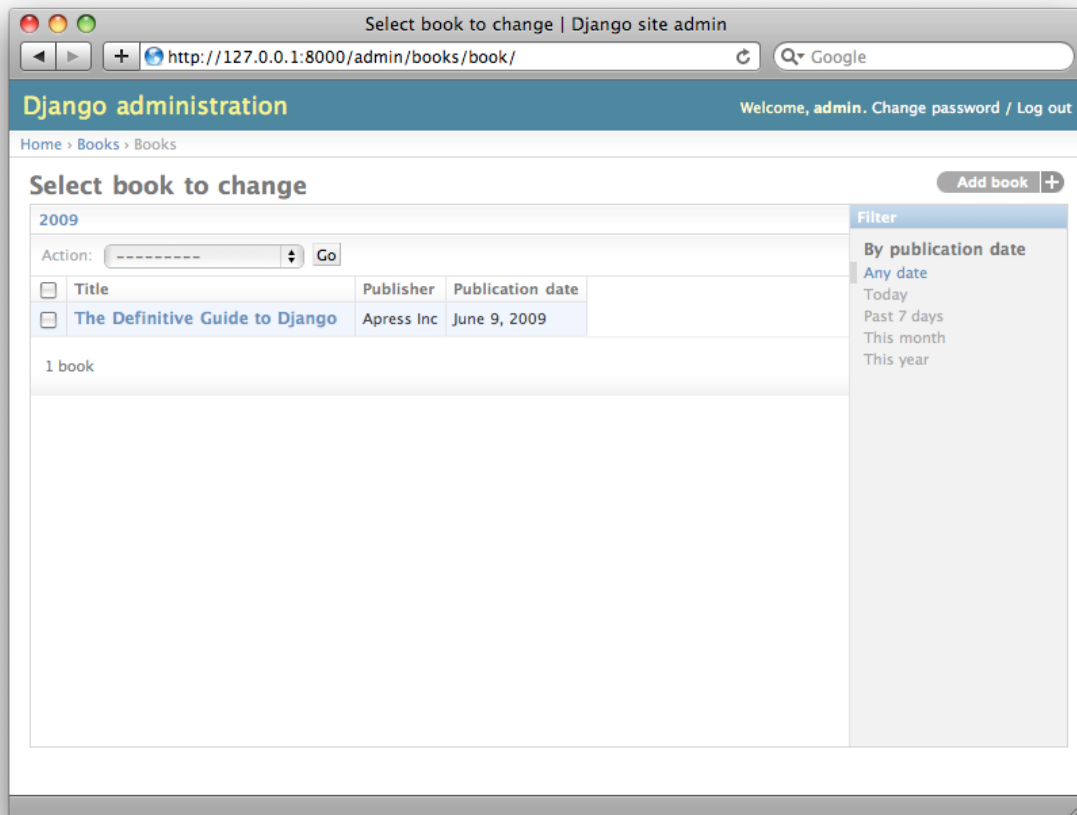 Select book to change | Django site admin
http://127.0.0.1:8000/admin/books/book/
Google
Django administration
Welcome, admin. Change password / Log out
Home › Books › Books
Select book to change
Add book +
2009
Filter
Action: --------- Go
By publication date
Any date
Today
Past 7 days
This month
This year
Title Publisher Publication date
The Definitive Guide to Django Apress Inc June 9, 2009
1 book